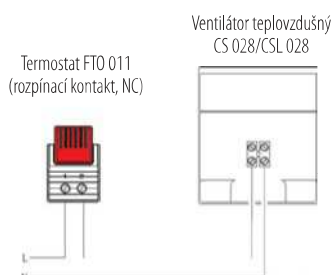 Ventilátor teplovzdušný
CS 028/CSL 028
Termostat FTO 011
(rozpínací kontakt, NC)
L